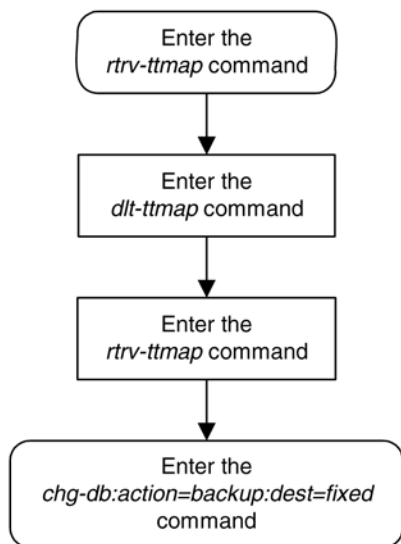 Enter the
rtrv-ttmap command
Enter the
dlt-ttmap command
Enter the
rtrv-ttmap command
Enter the
chg-db:action=backup:dest=fixed
command